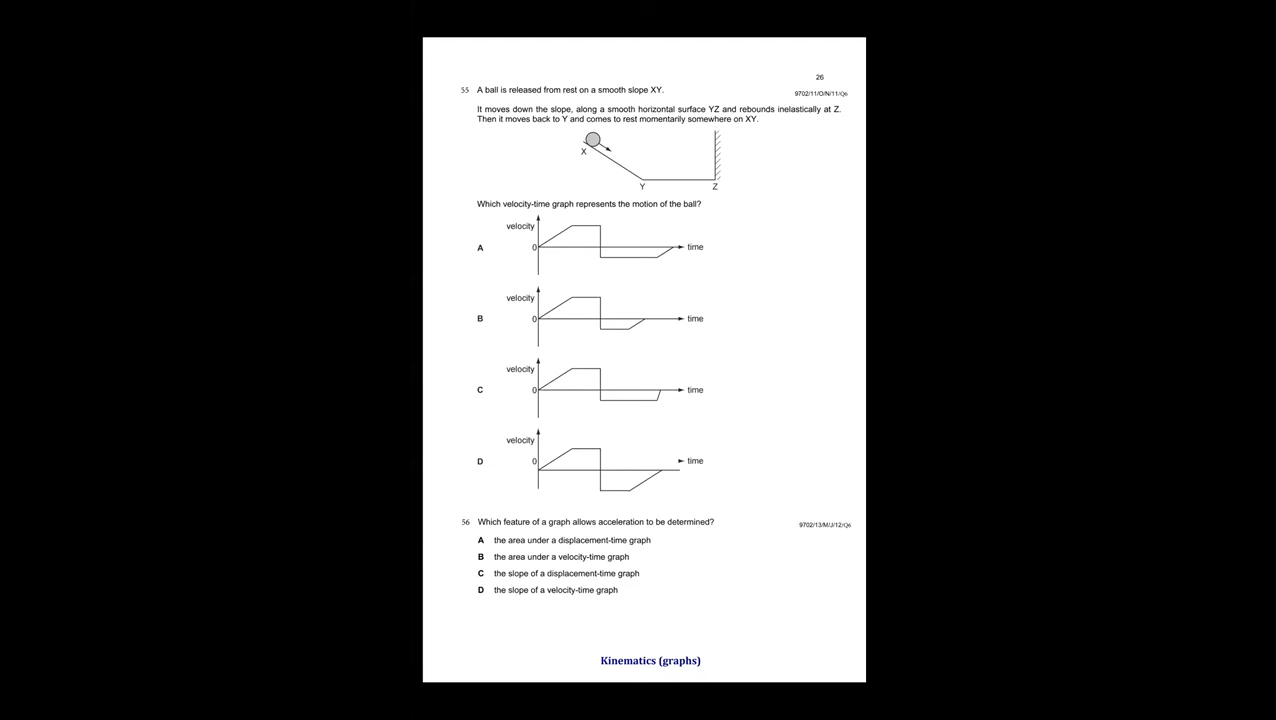 26
55 A ball is released from rest on a smooth slope XY.
9702/11/O/N/11/Q6
It moves down the slope, along a smooth horizontal surface YZ and rebounds inelastically at Z.
Then it moves back to Y and comes to rest momentarily somewhere on XY.
X
Y Z
Which velocity-time graph represents the motion of the ball?
velocity
A 0 time
velocity
B 0 time
velocity
C 0 time
velocity
D 0 time
56 Which feature of a graph allows acceleration to be determined?
9702/13/M/J/12/Q6
A the area under a displacement-time graph
B the area under a velocity-time graph
C the slope of a displacement-time graph
D the slope of a velocity-time graph
Kinematics (graphs)